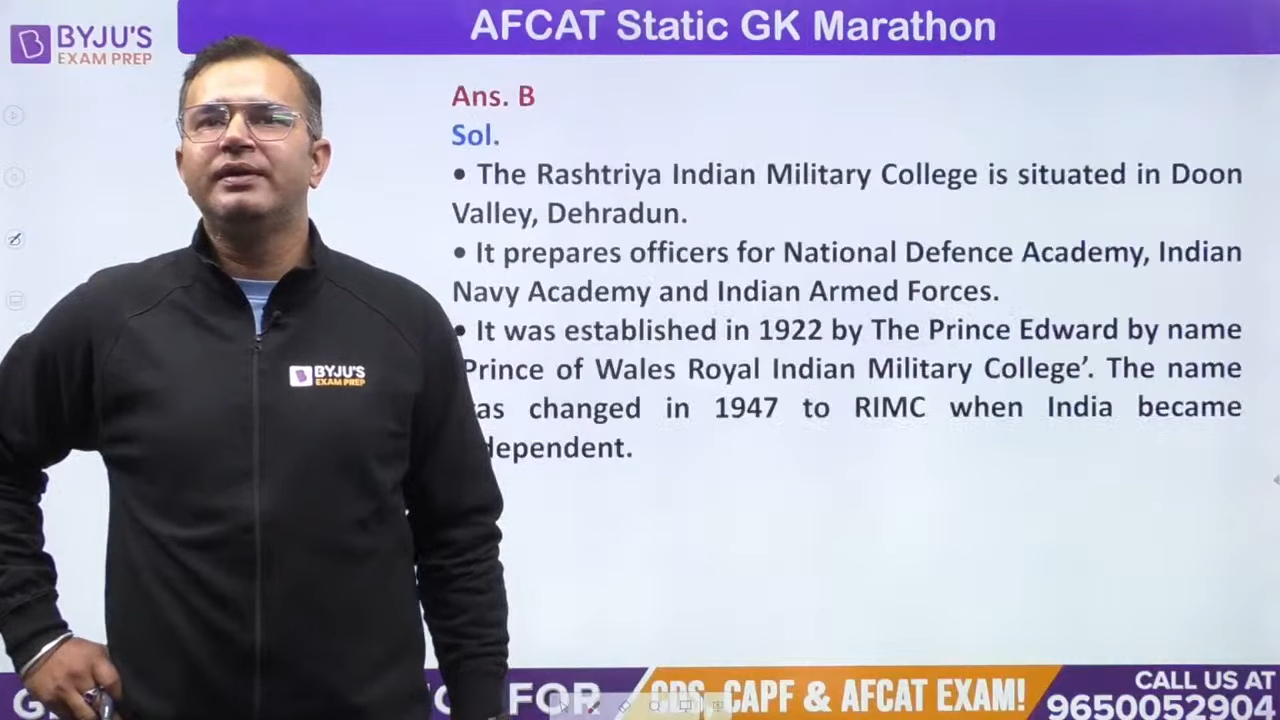 BYJU'S
EXAM PREP
AFCAT Static GK Marathon
Ans. B
Sol.
• The Rashtriya Indian Military College is situated in Doon
Valley, Dehradun.
• It prepares officers for National Defence Academy, Indian
Navy Academy and Indian Armed Forces.
• It was established in 1922 by The Prince Edward by name
Prince of Wales Royal Indian Military College’. The name
changed in 1947 to RIMC when India became
BYJU'S
EXAM PREP
FOR
CDS, CAPF & AFCAT EXAM!
CALL US AT
9650052904